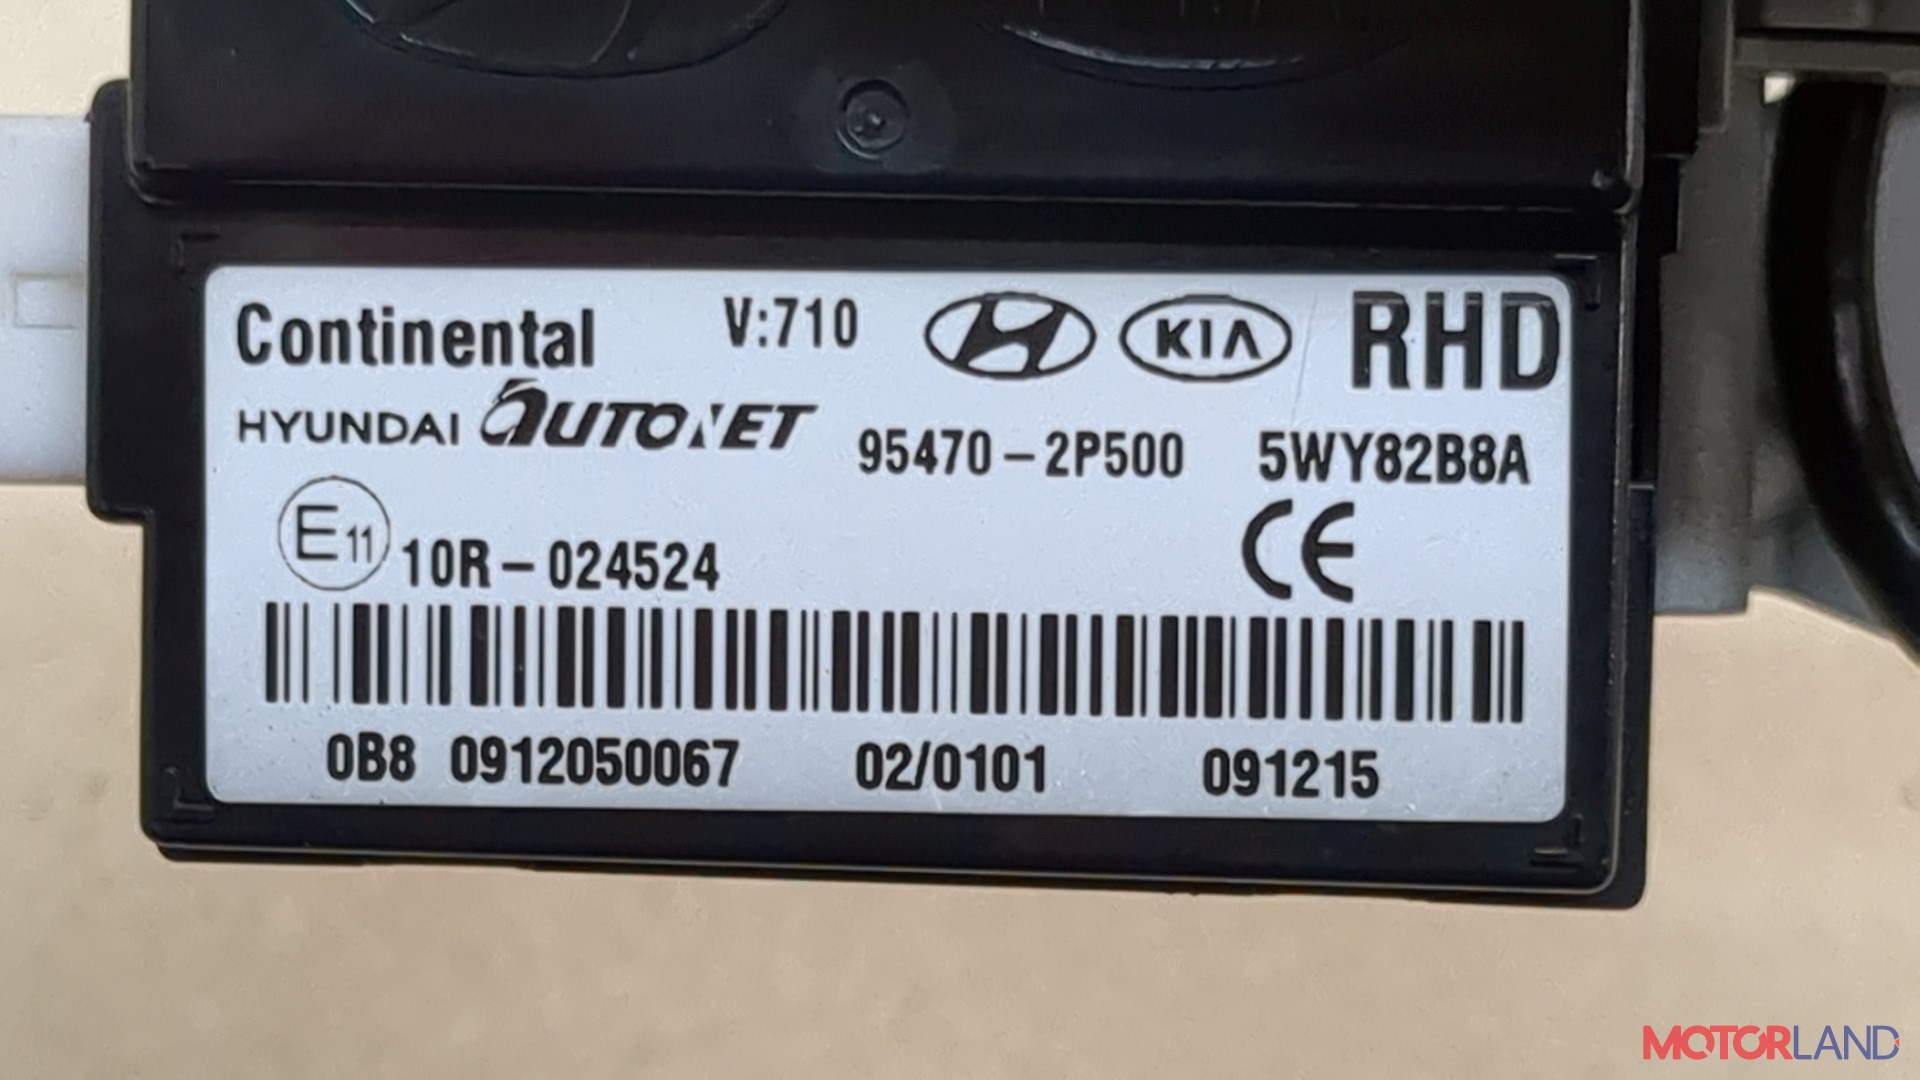 Continental V:710 KIA RHD
HYUNDAI AUTONET 95470-2P500 5WY82B8A
E11 10R-024524 CE
0B8 0912050067 02/0101 091215
MOTORLAND